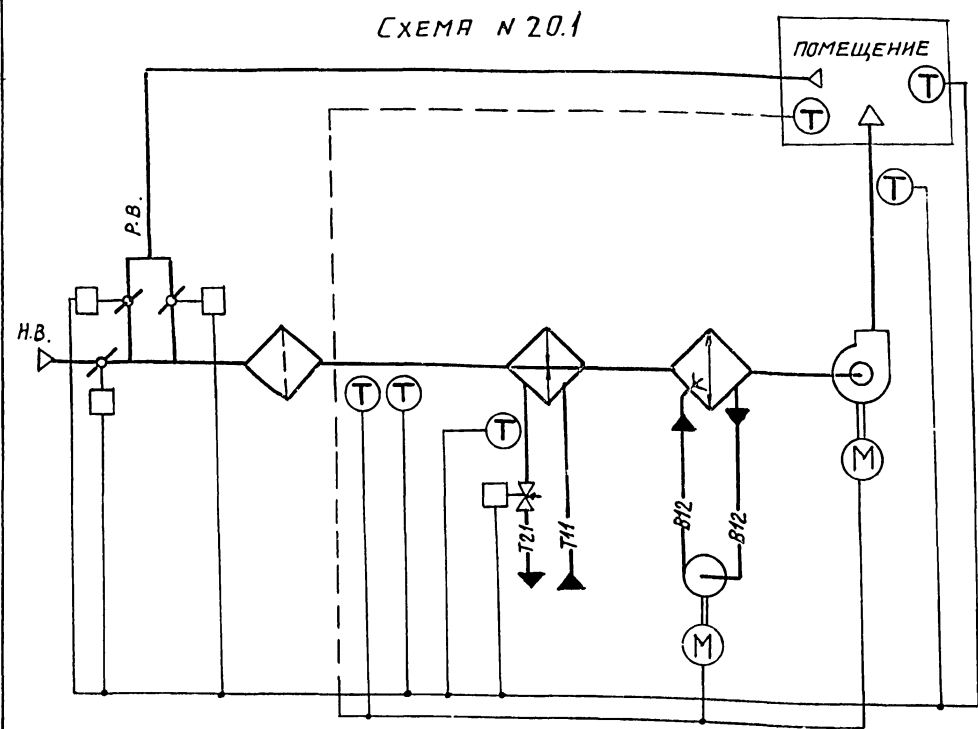 СХЕМА N 20.1
ПОМЕЩЕНИЕ
Т
Т
Т
Р.В.
Н.В.
Т
Т
Т
М
Т21
Т11
В12
В12
М